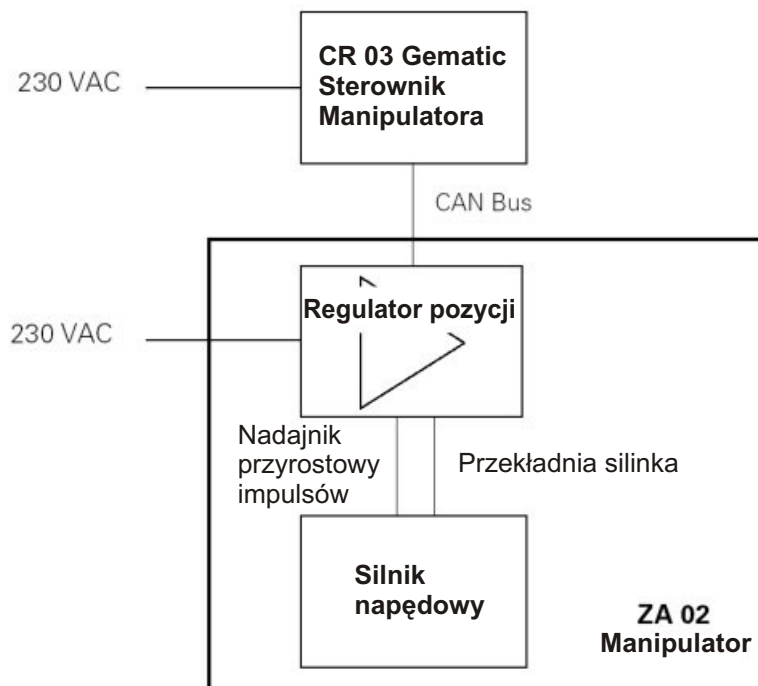 CR 03 Gematic
Sterownik
Manipulatora
230 VAC
CAN Bus
Regulator pozycji
230 VAC
Nadajnik
przyrostowy
impulsów
Przekładnia silinka
Silnik
napędowy
ZA 02
Manipulator